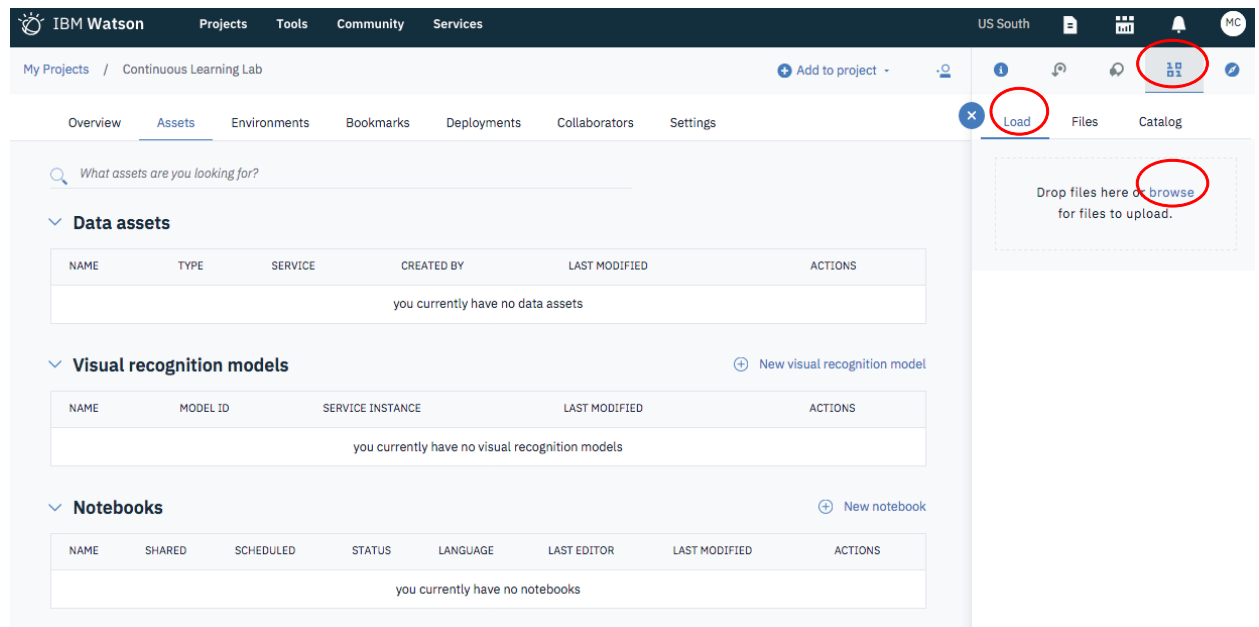 IBM Watson Projects Tools Community Services US South MC
My Projects / Continuous Learning Lab Add to project
Overview Assets Environments Bookmarks Deployments Collaborators Settings
Load Files Catalog
What assets are you looking for?
Drop files here or browse
for files to upload.
Data assets
NAME TYPE SERVICE CREATED BY LAST MODIFIED ACTIONS
you currently have no data assets
Visual recognition models New visual recognition model
NAME MODEL ID SERVICE INSTANCE LAST MODIFIED ACTIONS
you currently have no visual recognition models
Notebooks New notebook
NAME SHARED SCHEDULED STATUS LANGUAGE LAST EDITOR LAST MODIFIED ACTIONS
you currently have no notebooks